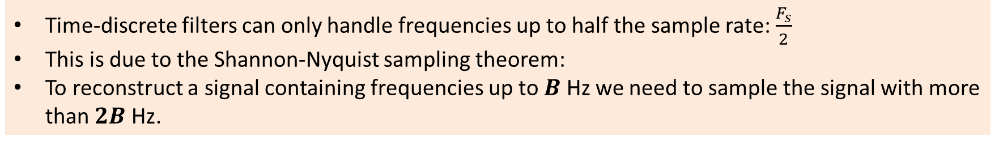 • Time-discrete filters can only handle frequencies up to half the sample rate: $\frac{F_S}{2}$
• This is due to the Shannon-Nyquist sampling theorem:
• To reconstruct a signal containing frequencies up to B Hz we need to sample the signal with more
than 2B Hz.